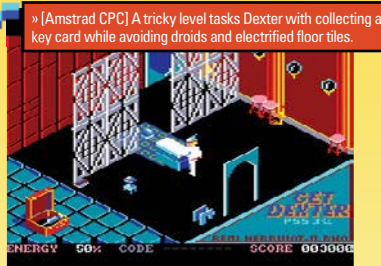 » [Amstrad CPC] A tricky level tasks Dexter with collecting a
key card while avoiding droids and electrified floor tiles.
GET
DEXTER
ENERGY 50% CODE -------- SCORE 003000